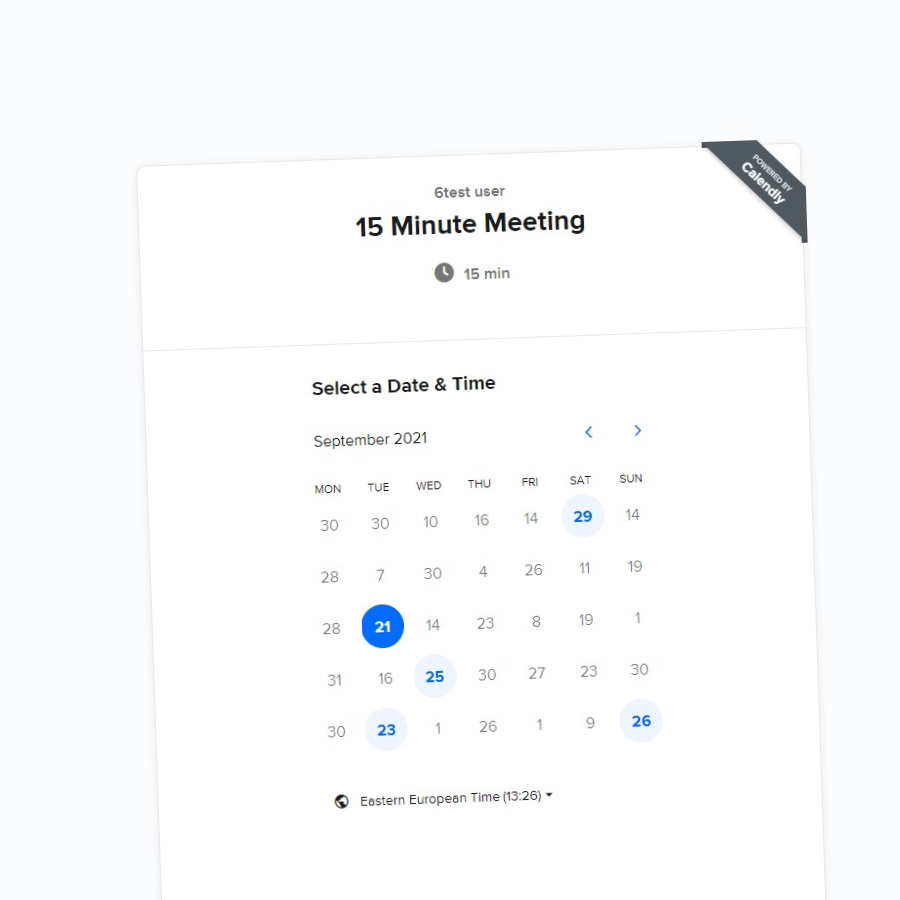 POWERED BY
Calendly
6test user
15 Minute Meeting
15 min
Select a Date & Time
September 2021
MON TUE WED THU FRI SAT SUN
30 30 10 16 14 29 14
28 7 30 4 26 11 19
28 21 14 23 8 19 1
31 16 25 30 27 23 30
30 23 1 26 1 9 26
Eastern European Time (13:26)